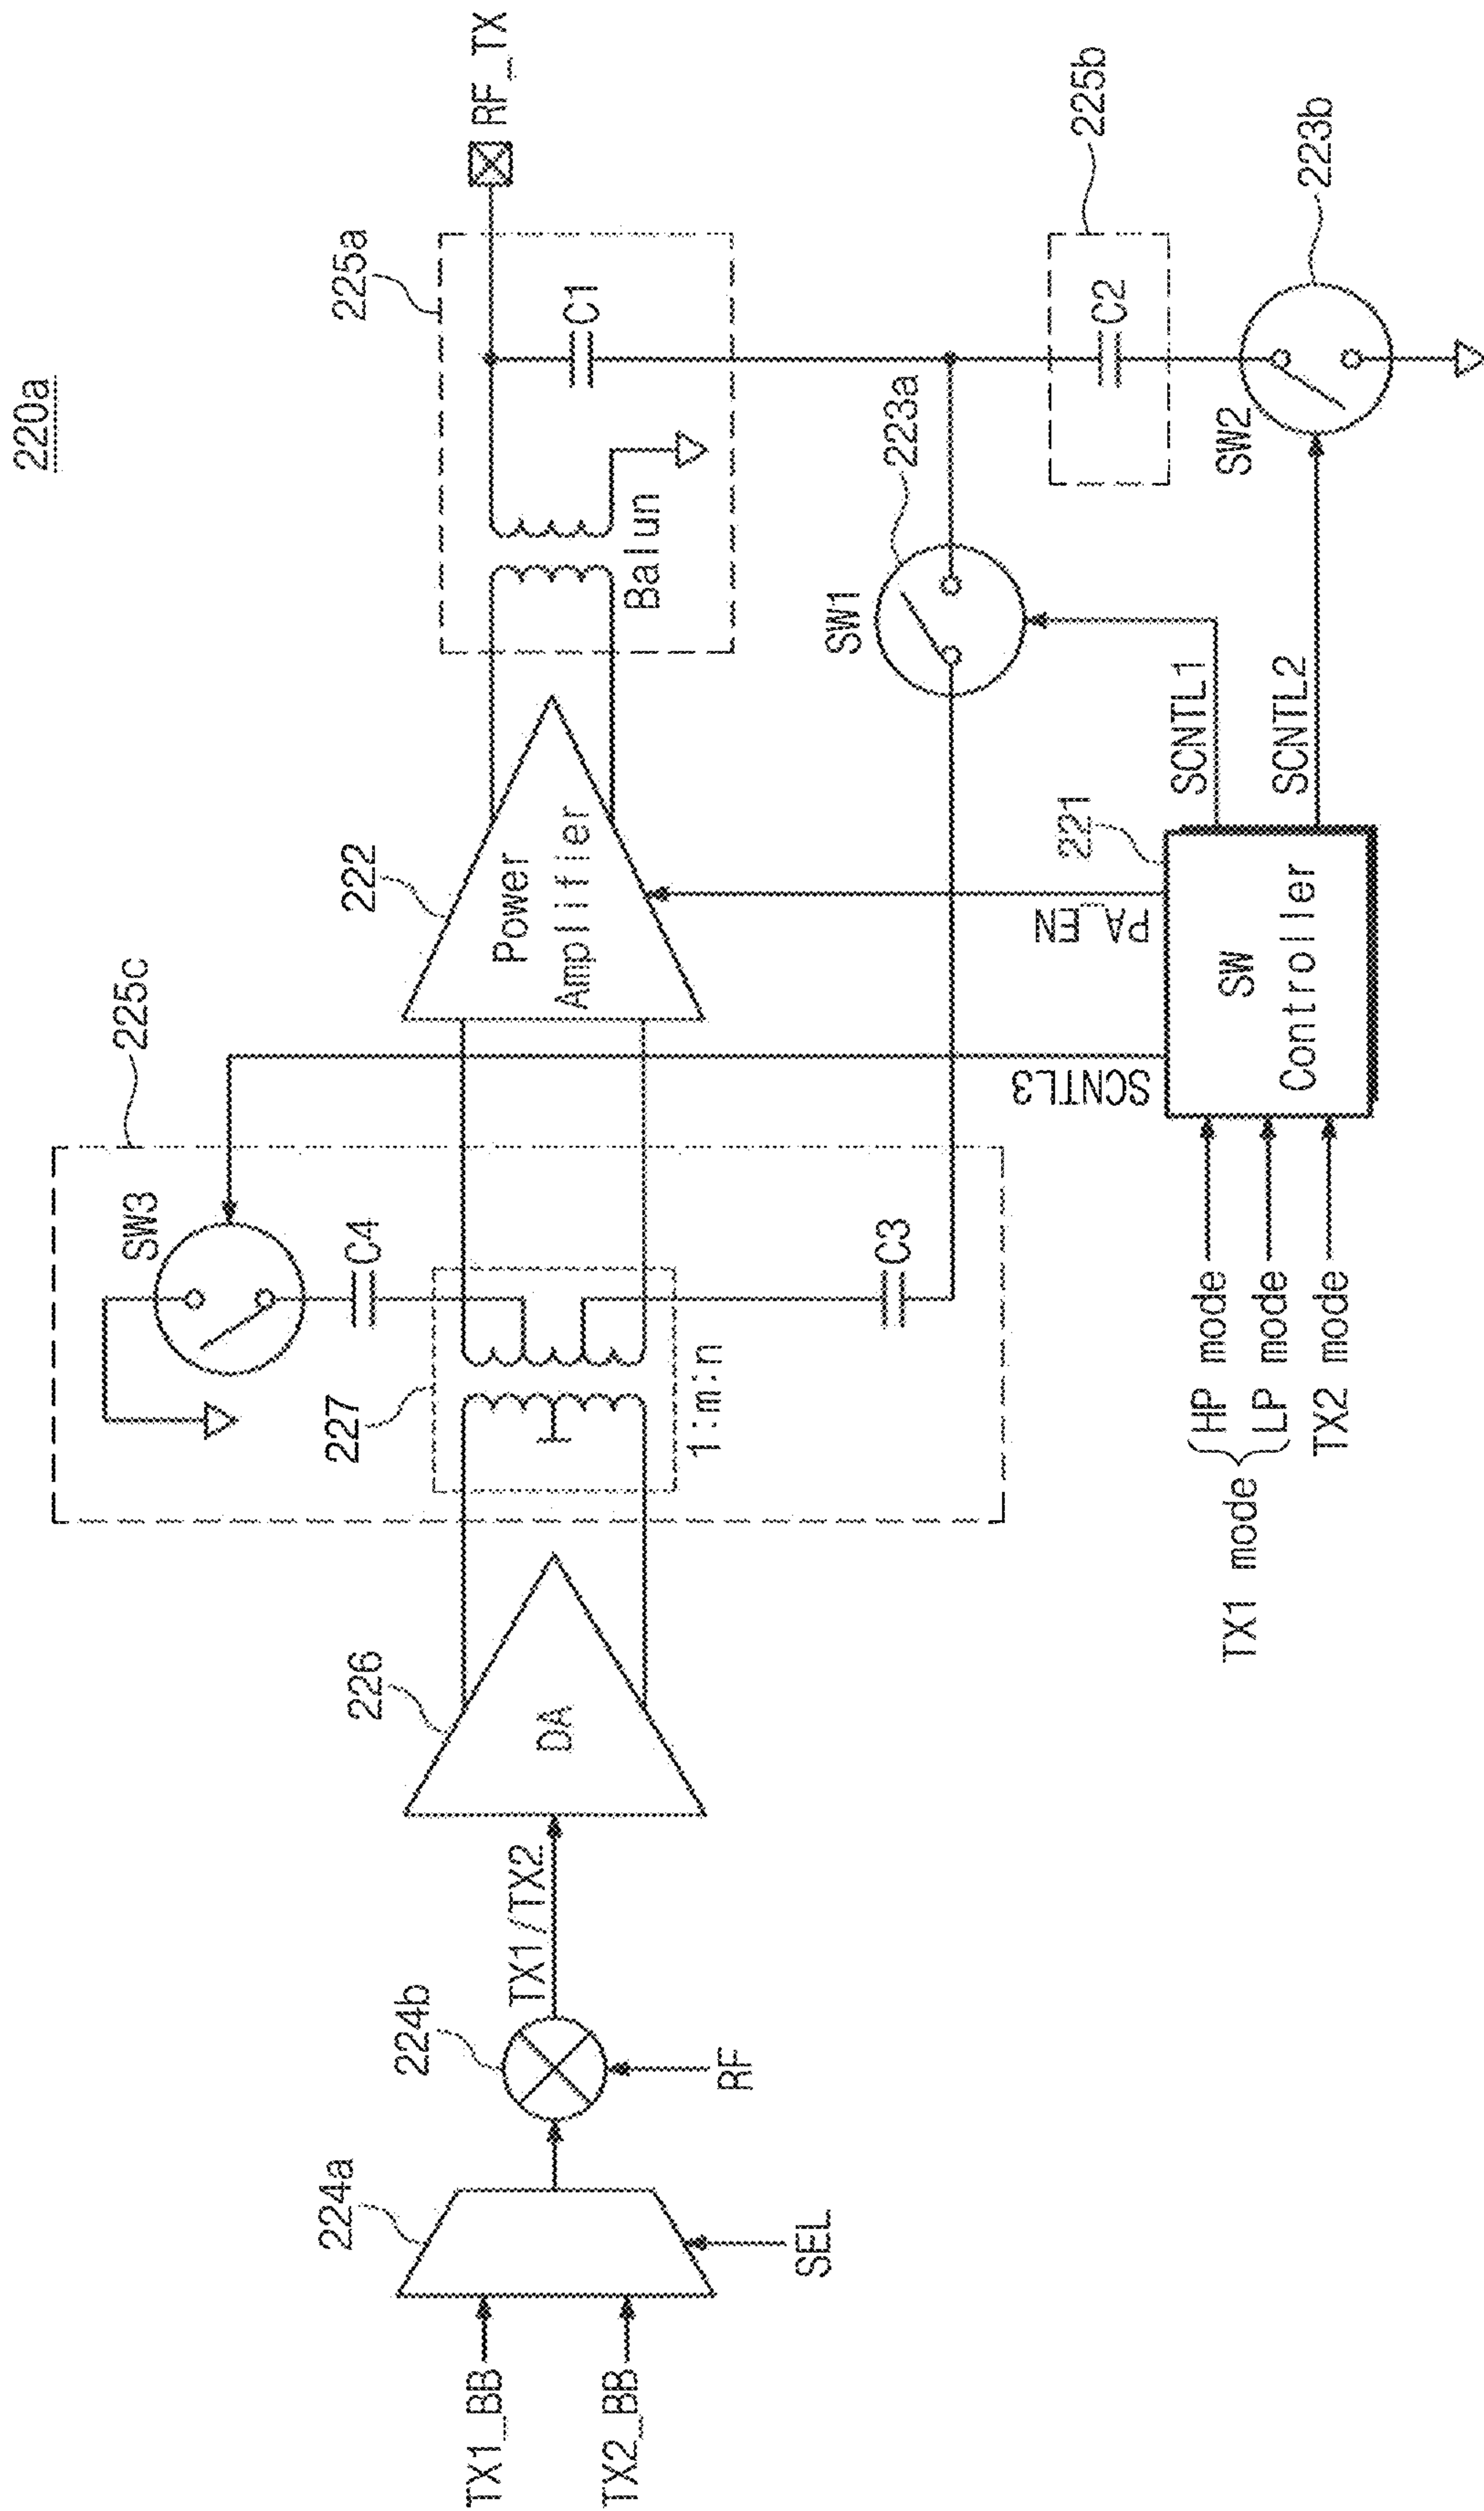 220a
TX1_BB
TX2_BB
224a
SEL
224b
RF
TX1/TX2
226
DA
225c
SW3
C4
227
1:m:n
C3
222
Power
Amplifier
225a
Balun
C1
RF_TX
SW1
223a
225b
C2
SW2
223b
SCNTL3
PA_EN
221
SCNTL1
SCNTL2
SW
Controller
TX1 mode
HP mode
LP mode
TX2 mode